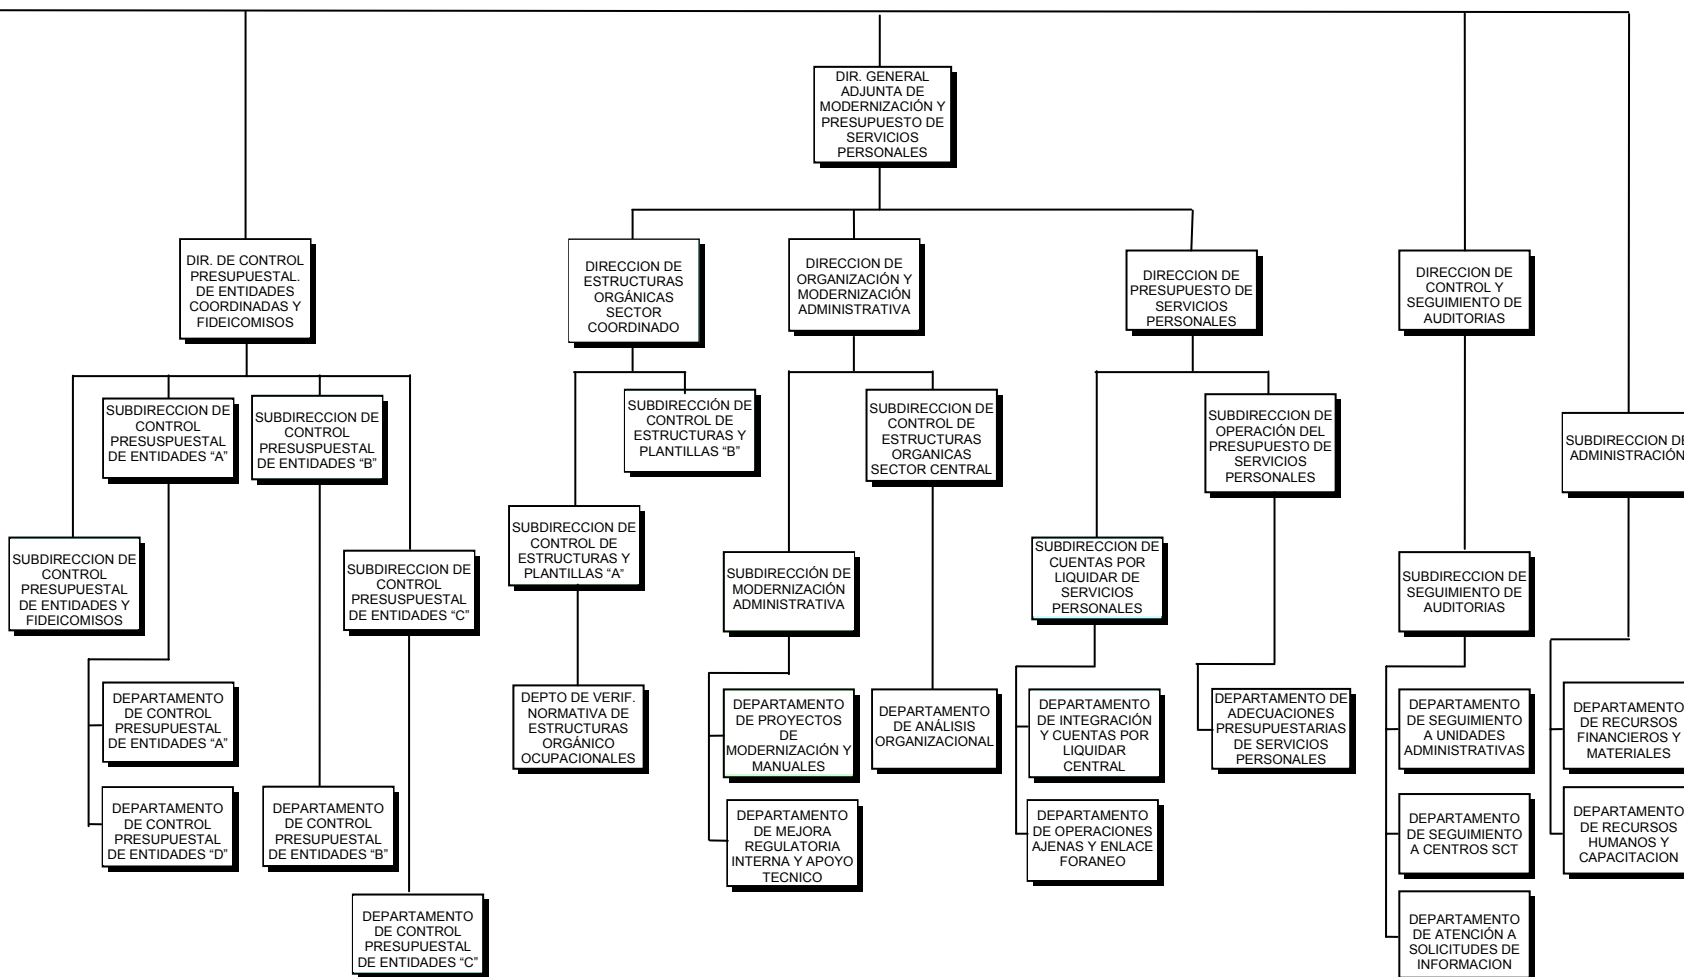 DIR. GENERAL
ADJUNTA DE
MODERNIZACIÓN Y
PRESUPUESTO DE
SERVICIOS
PERSONALES
DIR. DE CONTROL
PRESUPUESTAL.
DE ENTIDADES
COORDINADAS Y
FIDEICOMISOS
DIRECCION DE
ESTRUCTURAS
ORGÁNICAS
SECTOR
COORDINADO
DIRECCION DE
ORGANIZACIÓN Y
MODERNIZACIÓN
ADMINISTRATIVA
DIRECCION DE
PRESUPUESTO DE
SERVICIOS
PERSONALES
DIRECCION DE
CONTROL Y
SEGUIMIENTO DE
AUDITORIAS
SUBDIRECCION DE
CONTROL
PRESUSPUESTAL
DE ENTIDADES “A”
SUBDIRECCION DE
CONTROL
PRESUSPUESTAL
DE ENTIDADES “B”
SUBDIRECCIÓN DE
CONTROL DE
ESTRUCTURAS Y
PLANTILLAS “B”
SUBDIRECCION DE
CONTROL DE
ESTRUCTURAS
ORGANICAS
SECTOR CENTRAL
SUBDIRECCION DE
OPERACIÓN DEL
PRESUPUESTO DE
SERVICIOS
PERSONALES
SUBDIRECCION DE
ADMINISTRACIÓN
SUBDIRECCION DE
CONTROL
PRESUPUESTAL
DE ENTIDADES Y
FIDEICOMISOS
SUBDIRECCION DE
CONTROL
PRESUSPUESTAL
DE ENTIDADES “C”
SUBDIRECCION DE
CONTROL DE
ESTRUCTURAS Y
PLANTILLAS “A”
SUBDIRECCIÓN DE
MODERNIZACIÓN
ADMINISTRATIVA
SUBDIRECCION DE
CUENTAS POR
LIQUIDAR DE
SERVICIOS
PERSONALES
SUBDIRECCION DE
SEGUIMIENTO DE
AUDITORIAS
DEPARTAMENTO
DE CONTROL
PRESUPUESTAL
DE ENTIDADES “A”
DEPTO DE VERIF.
NORMATIVA DE
ESTRUCTURAS
ORGÁNICO
OCUPACIONALES
DEPARTAMENTO
DE PROYECTOS
DE
MODERNIZACIÓN Y
MANUALES
DEPARTAMENTO
DE ANÁLISIS
ORGANIZACIONAL
DEPARTAMENTO
DE INTEGRACIÓN
Y CUENTAS POR
LIQUIDAR
CENTRAL
DEPARTAMENTO DE
ADECUACIONES
PRESUPUESTARIAS
DE SERVICIOS
PERSONALES
DEPARTAMENTO
DE SEGUIMIENTO
A UNIDADES
ADMINISTRATIVAS
DEPARTAMENTO
DE RECURSOS
FINANCIEROS Y
MATERIALES
DEPARTAMENTO
DE CONTROL
PRESUPUESTAL
DE ENTIDADES “D”
DEPARTAMENTO
DE CONTROL
PRESUPUESTAL
DE ENTIDADES “B”
DEPARTAMENTO
DE MEJORA
REGULATORIA
INTERNA Y APOYO
TECNICO
DEPARTAMENTO
DE OPERACIONES
AJENAS Y ENLACE
FORANEO
DEPARTAMENTO
DE SEGUIMIENTO
A CENTROS SCT
DEPARTAMENTO
DE RECURSOS
HUMANOS Y
CAPACITACION
DEPARTAMENTO
DE CONTROL
PRESUPUESTAL
DE ENTIDADES “C”
DEPARTAMENTO
DE ATENCIÓN A
SOLICITUDES DE
INFORMACION